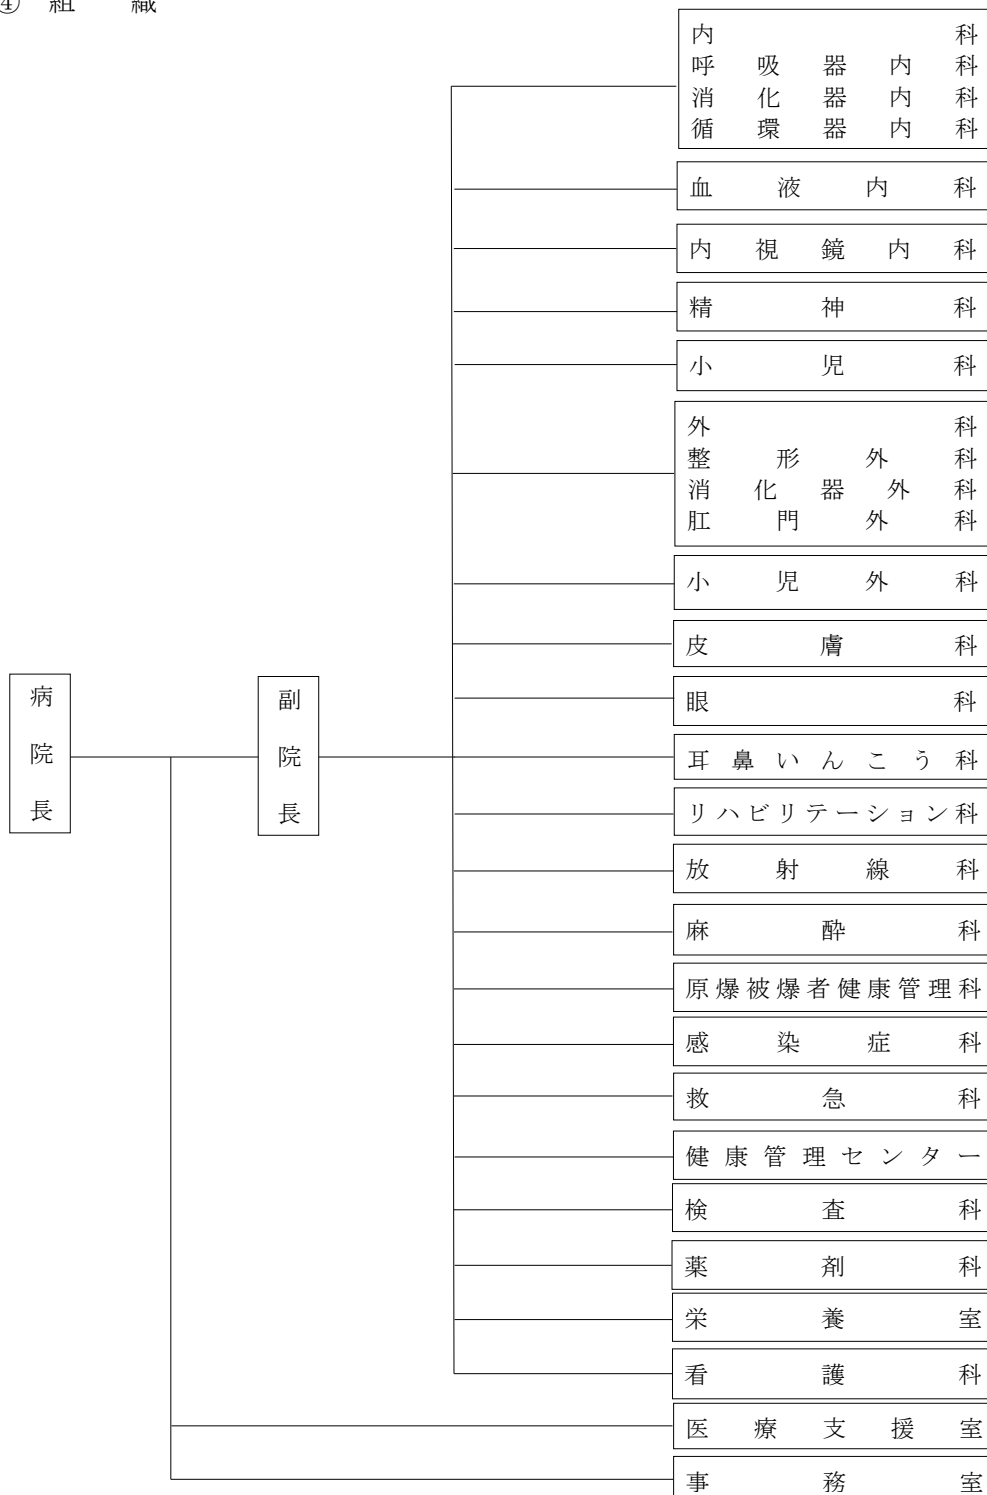 ④ 組 織
内 科
呼 吸 器 内 科
消 化 器 内 科
循 環 器 内 科
血 液 内 科
内 視 鏡 内 科
精 神 科
小 児 科
外 科
整 形 外 科
消 化 器 外 科
肛 門 外 科
小 児 外 科
皮 膚 科
眼 科
病院長
副院長
耳 鼻 い ん こ う 科
リハビリテーション科
放 射 線 科
麻 酔 科
原爆被爆者健康管理科
感 染 症 科
救 急 科
健 康 管 理 セ ン タ ー
検 査 科
薬 剤 科
栄 養 室
看 護 科
医 療 支 援 室
事 務 室